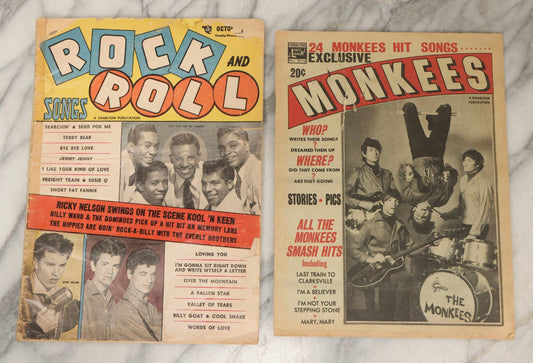 OCTO
ROCK AND
ROLL
SONGS
A CHARLTON PUBLICATION
SEARCHIN' ★ SEND FOR ME
TEDDY BEAR
BYE BYE LOVE
JENNY JENNY
I LIKE YOUR KIND OF LOVE
FREIGHT TRAIN ★ SUSIE Q
SHORT FAT FANNIE
RICKY NELSON SWINGS ON THE SCENE KOOL 'N KEEN
BILLY WARD & THE DOMINOES PICK UP A HIT BIT ON MEMORY LANE
THE HIPPIES ARE GOIN' ROCK-A-BILLY WITH THE EVERLY BROTHERS
LOVING YOU
I'M GONNA SIT RIGHT DOWN
AND WRITE MYSELF A LETTER
OVER THE MOUNTAIN
A FALLEN STAR
VALLEY OF TEARS
BILLY GOAT ★ COOL SHAKE
WORDS OF LOVE
24 MONKEES HIT SONGS
EXCLUSIVE
20¢
MONKEES
A CHARLTON
PUBLICATION
WHO?
WRITES THEIR SONGS?
?
DREAMED THEM UP
WHERE?
DID THEY COME FROM
?
ARE THEY GOING
STORIES • PICS
ALL THE
MONKEES
SMASH HITS
Including
LAST TRAIN TO
CLARKSVILLE
I'M A BELIEVER
I'M NOT YOUR
STEPPING STONE
MARY, MARY
Gretsch
THE
MONKEES